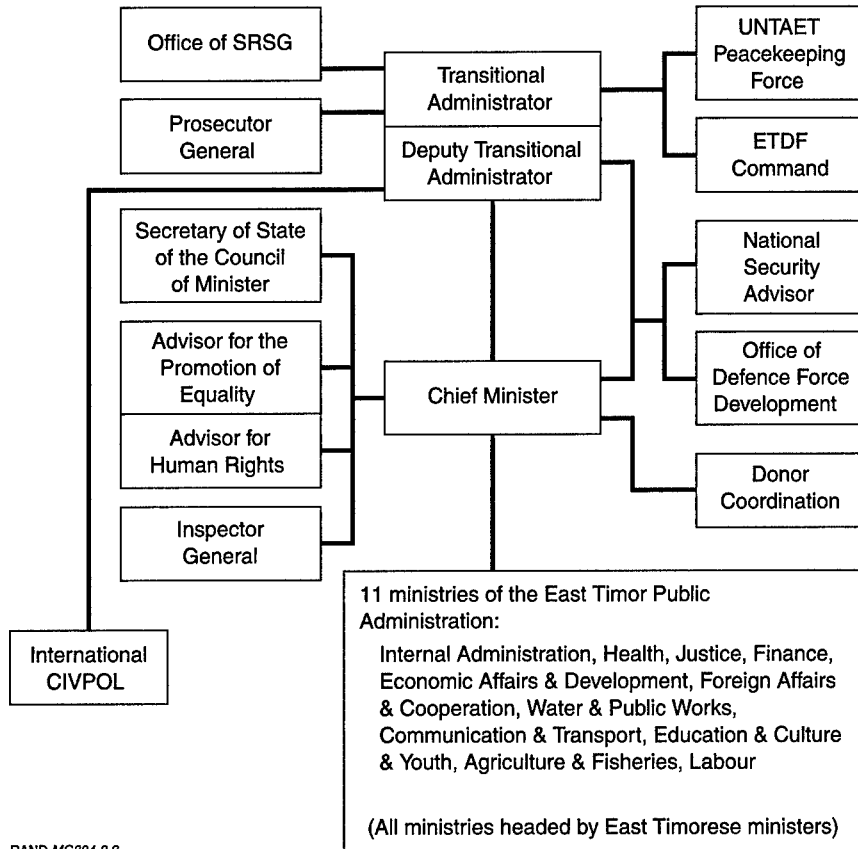 Office of SRSG
Prosecutor
General
Transitional
Administrator
Deputy Transitional
Administrator
UNTAET
Peacekeeping
Force
ETDF
Command
Secretary of State
of the Council
of Minister
Advisor for the
Promotion of
Equality
Advisor for
Human Rights
Inspector
General
Chief Minister
National
Security
Advisor
Office of
Defence Force
Development
Donor
Coordination
International
CIVPOL
11 ministries of the East Timor Public
Administration:
Internal Administration, Health, Justice, Finance,
Economic Affairs & Development, Foreign Affairs
& Cooperation, Water & Public Works,
Communication & Transport, Education & Culture
& Youth, Agriculture & Fisheries, Labour
(All ministries headed by East Timorese ministers)